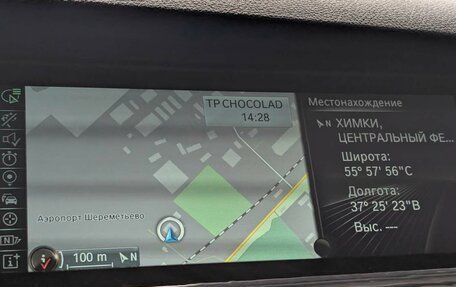 TP CHOCOLAD
14:28
Аэропорт Шереметьево
100 m
N
Местонахождение
N ХИМКИ,
ЦЕНТРАЛЬНЫЙ ФЕ...
Широта:
55° 57' 56"С
Долгота:
37° 25' 23"В
Выс. ---
N
i